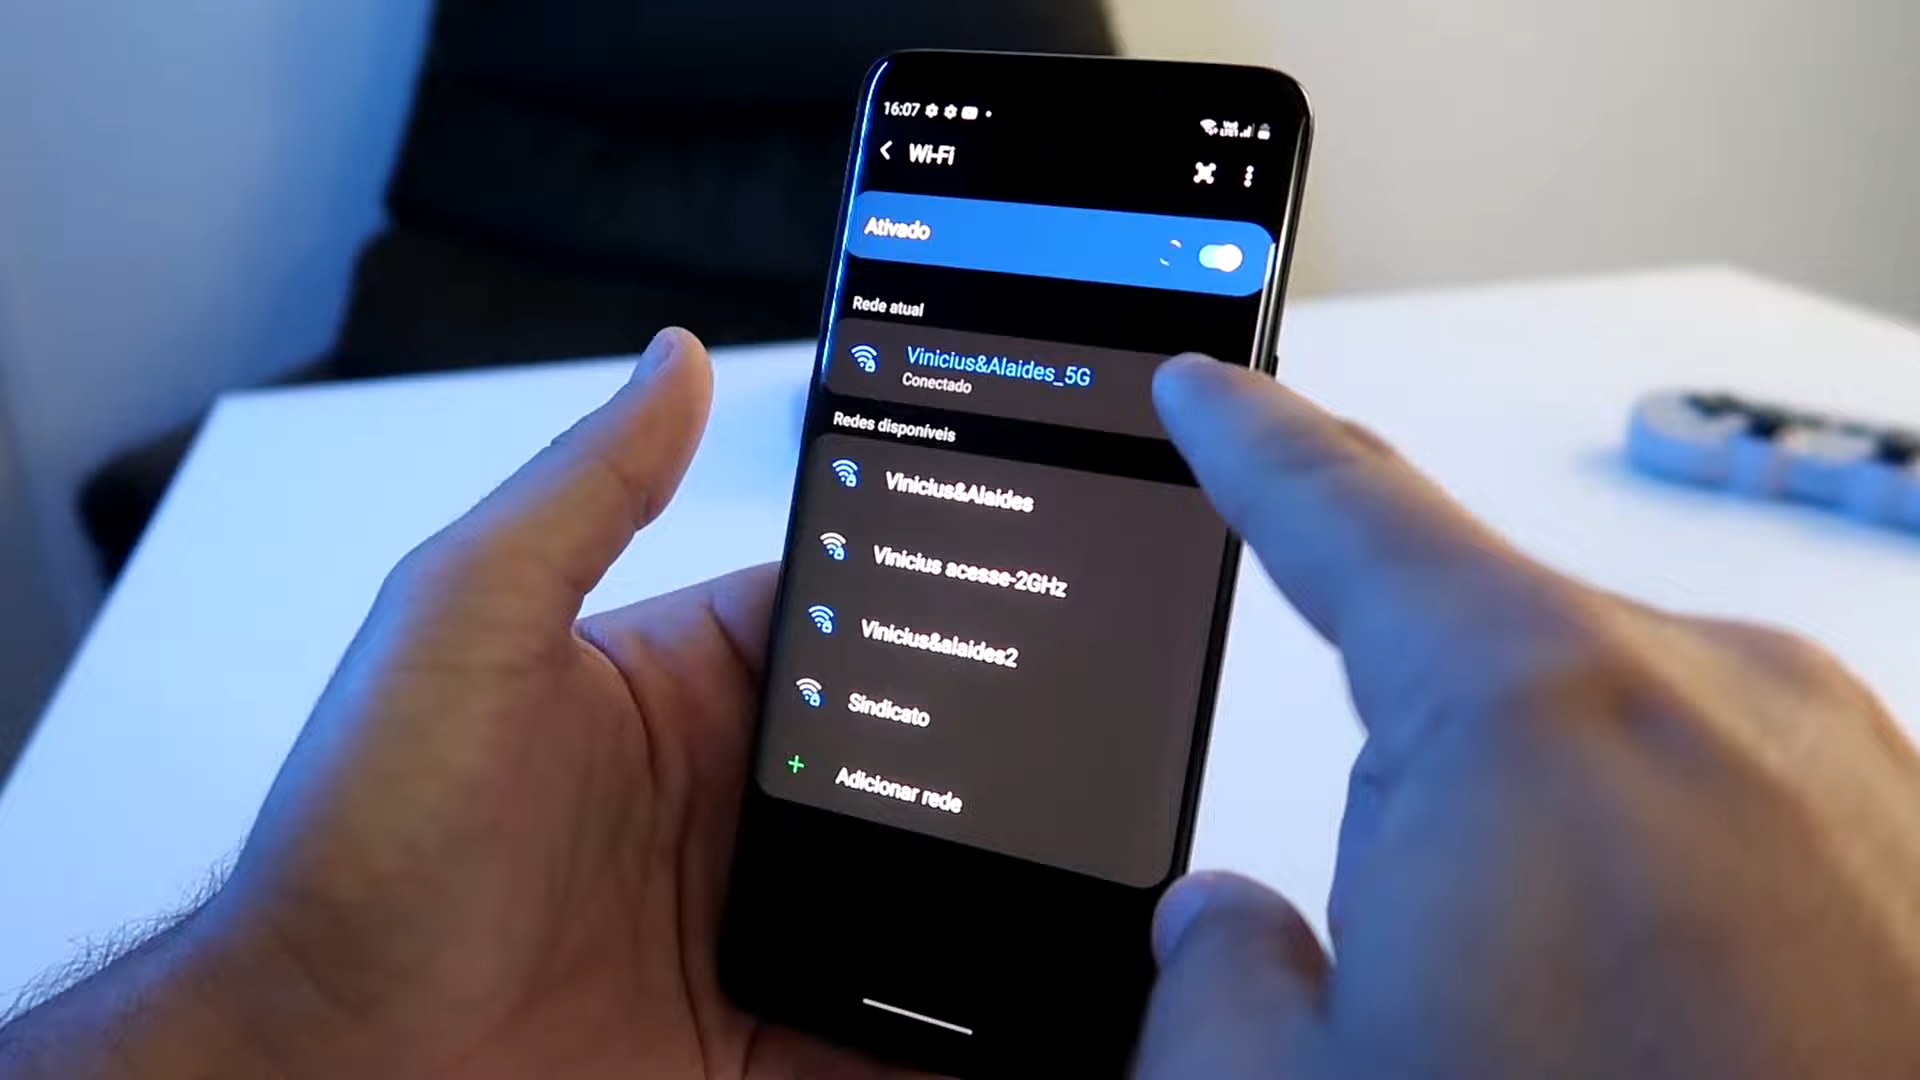 16:07
Wi-Fi
Ativado
Rede atual
Vinicius&Alaides_5G
Conectado
Redes disponíveis
Vinicius&Alaides
Vinicius acesse-2GHz
Vinicius&alaides2
Sindicato
Adicionar rede